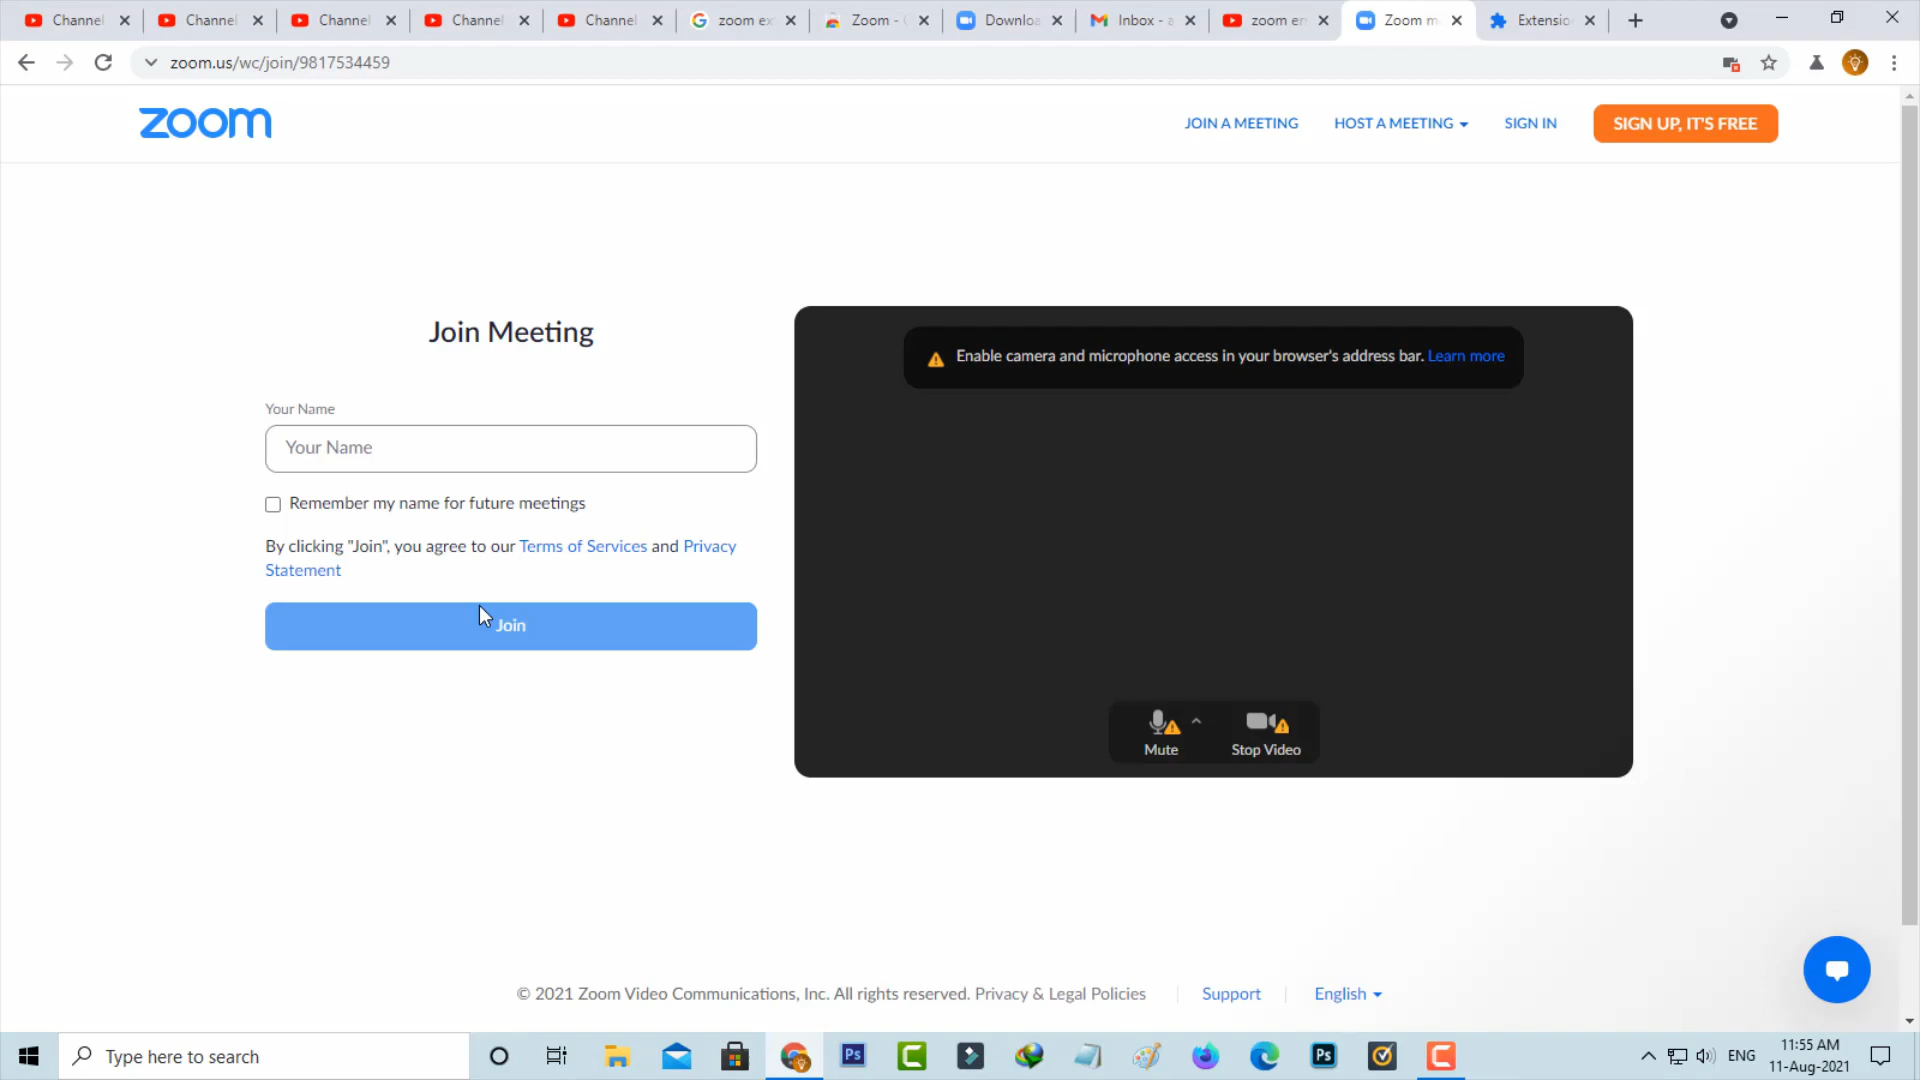 Channel
Channel
Channel
Channel
Channel
zoom ex
Zoom -
Downloa
Inbox - a
zoom er
Zoom m
Extensio
zoom.us/wc/join/9817534459
zoom
JOIN A MEETING
HOST A MEETING
SIGN IN
SIGN UP, IT'S FREE
Join Meeting
Your Name
Your Name
Remember my name for future meetings
By clicking "Join", you agree to our Terms of Services and Privacy
Statement
Join
Enable camera and microphone access in your browser's address bar. Learn more
Mute
Stop Video
© 2021 Zoom Video Communications, Inc. All rights reserved. Privacy & Legal Policies
Support
English
Type here to search
Ps
Ps
ENG
11:55 AM
11-Aug-2021